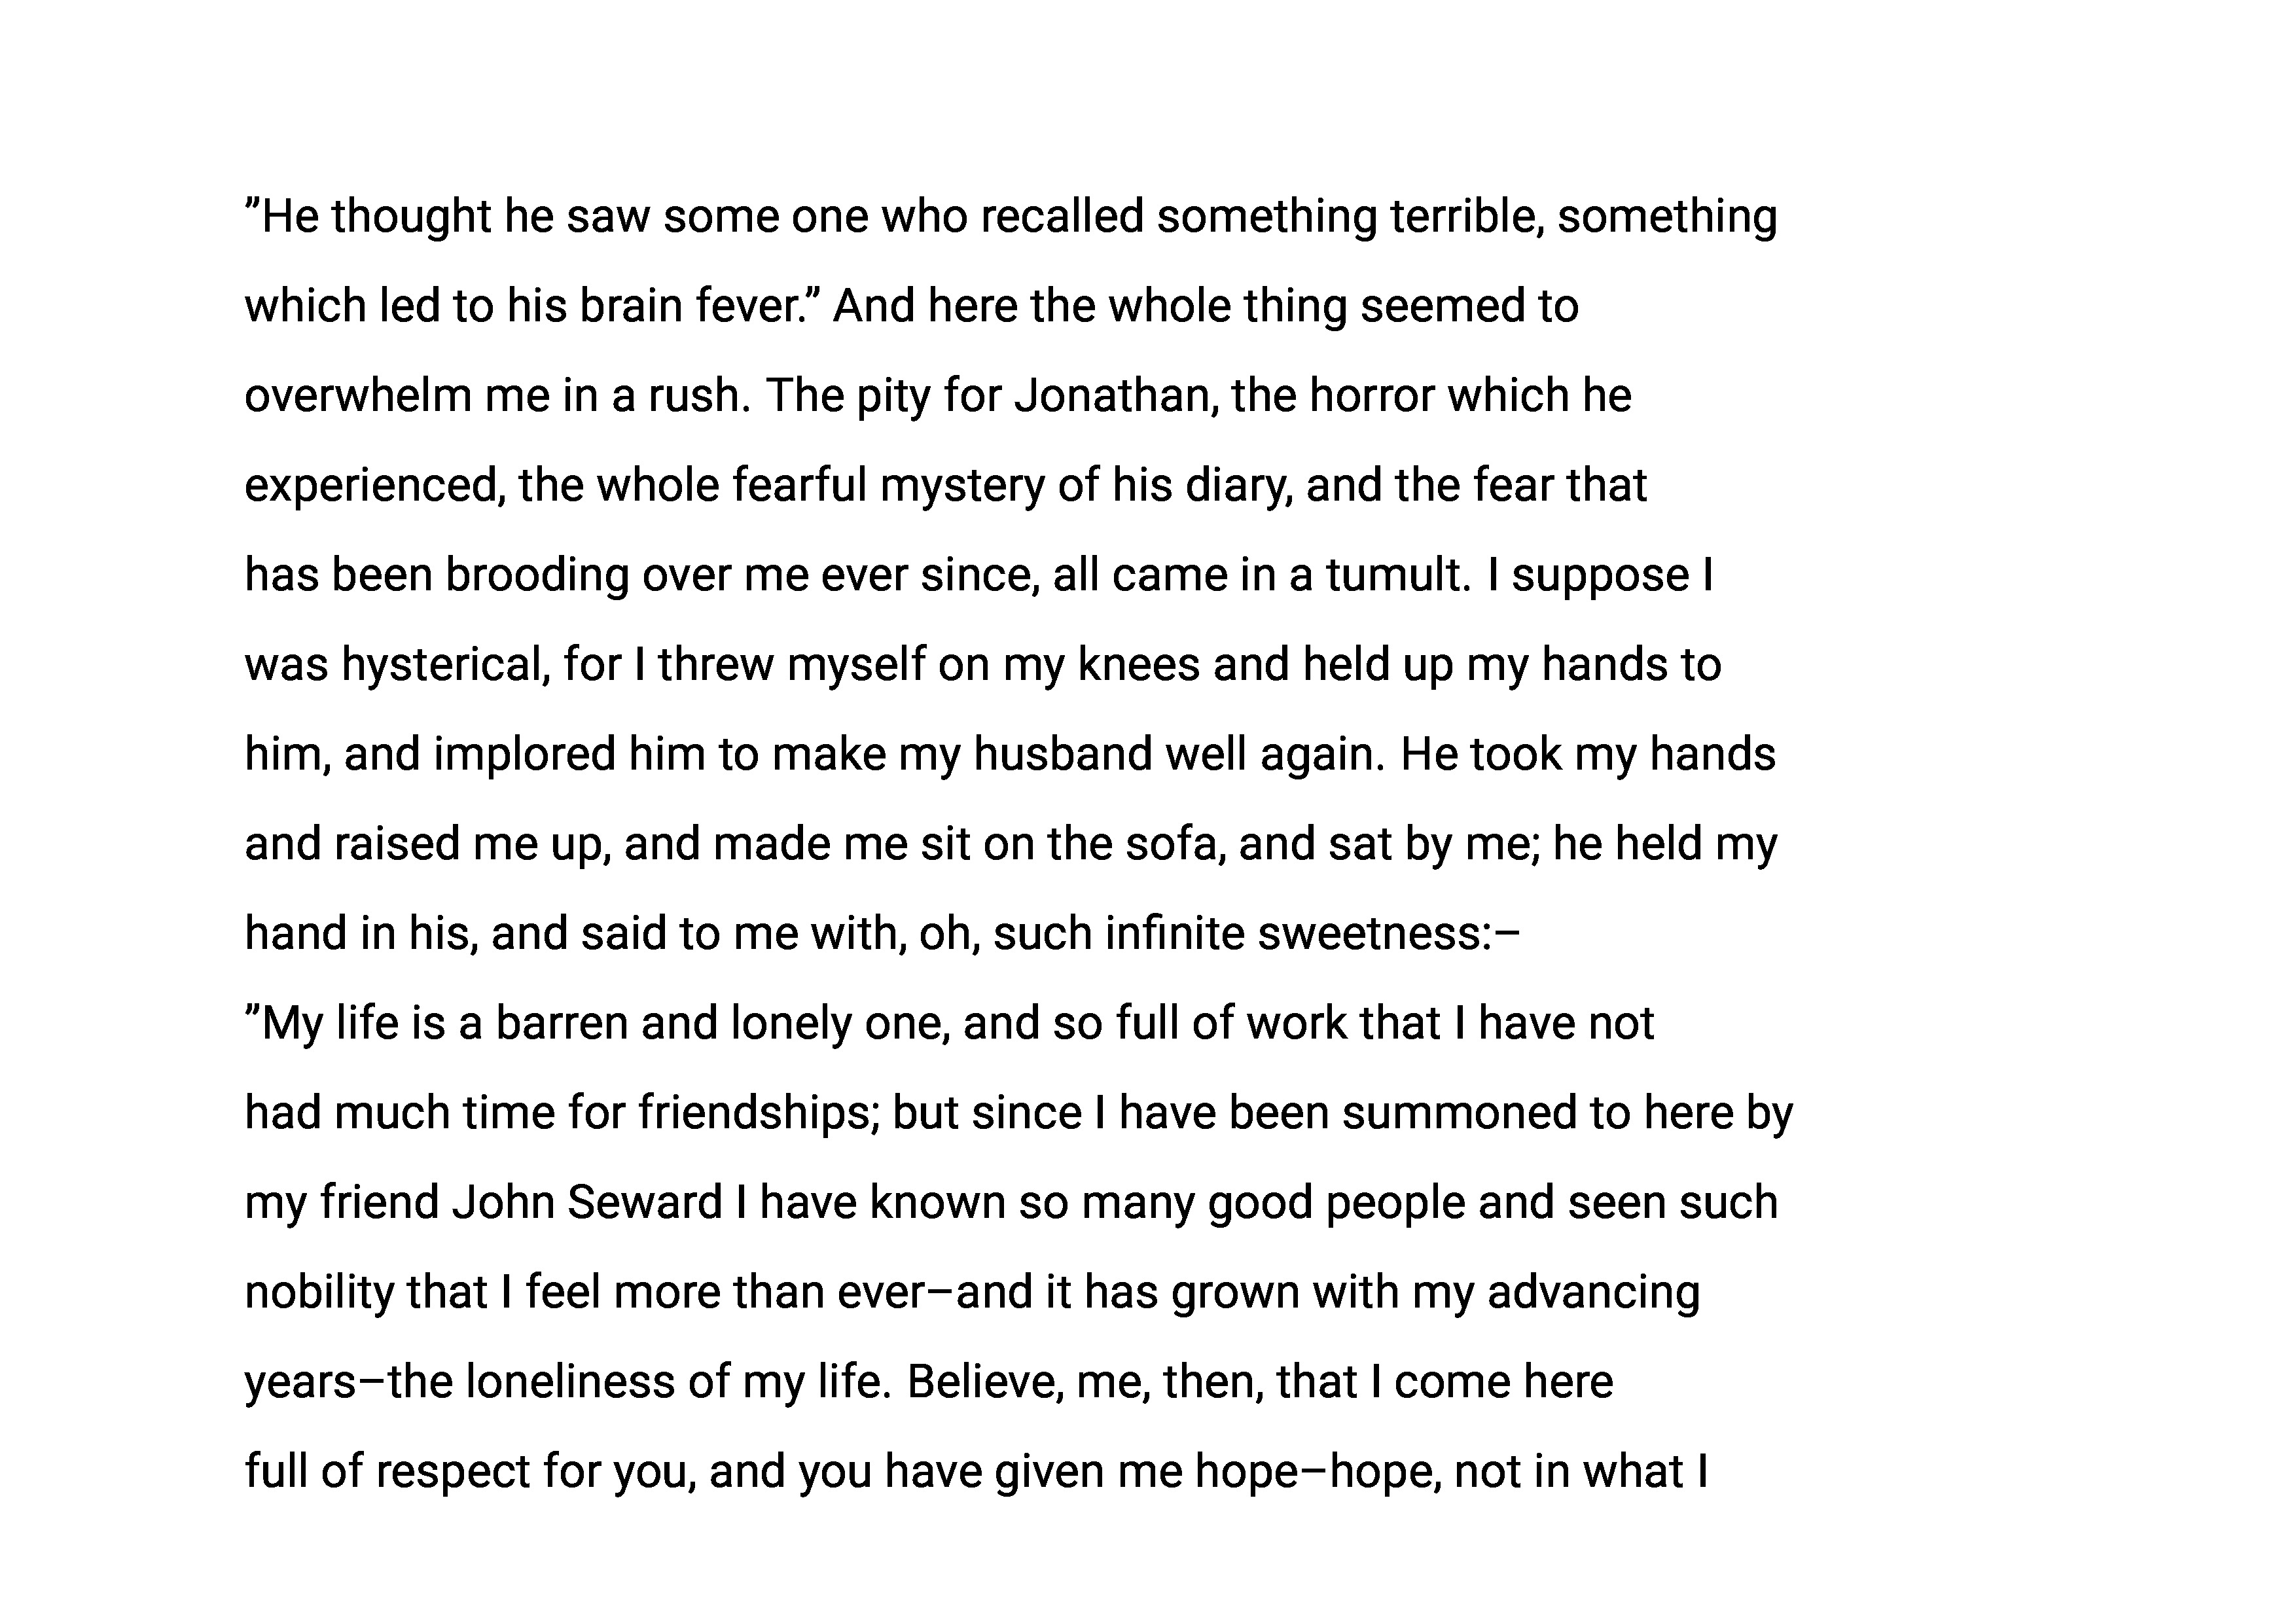 ”He thought he saw some one who recalled something terrible, something
which led to his brain fever.” And here the whole thing seemed to
overwhelm me in a rush. The pity for Jonathan, the horror which he
experienced, the whole fearful mystery of his diary, and the fear that
has been brooding over me ever since, all came in a tumult. I suppose I
was hysterical, for I threw myself on my knees and held up my hands to
him, and implored him to make my husband well again. He took my hands
and raised me up, and made me sit on the sofa, and sat by me; he held my
hand in his, and said to me with, oh, such infinite sweetness:–
”My life is a barren and lonely one, and so full of work that I have not
had much time for friendships; but since I have been summoned to here by
my friend John Seward I have known so many good people and seen such
nobility that I feel more than ever–and it has grown with my advancing
years–the loneliness of my life. Believe, me, then, that I come here
full of respect for you, and you have given me hope–hope, not in what I